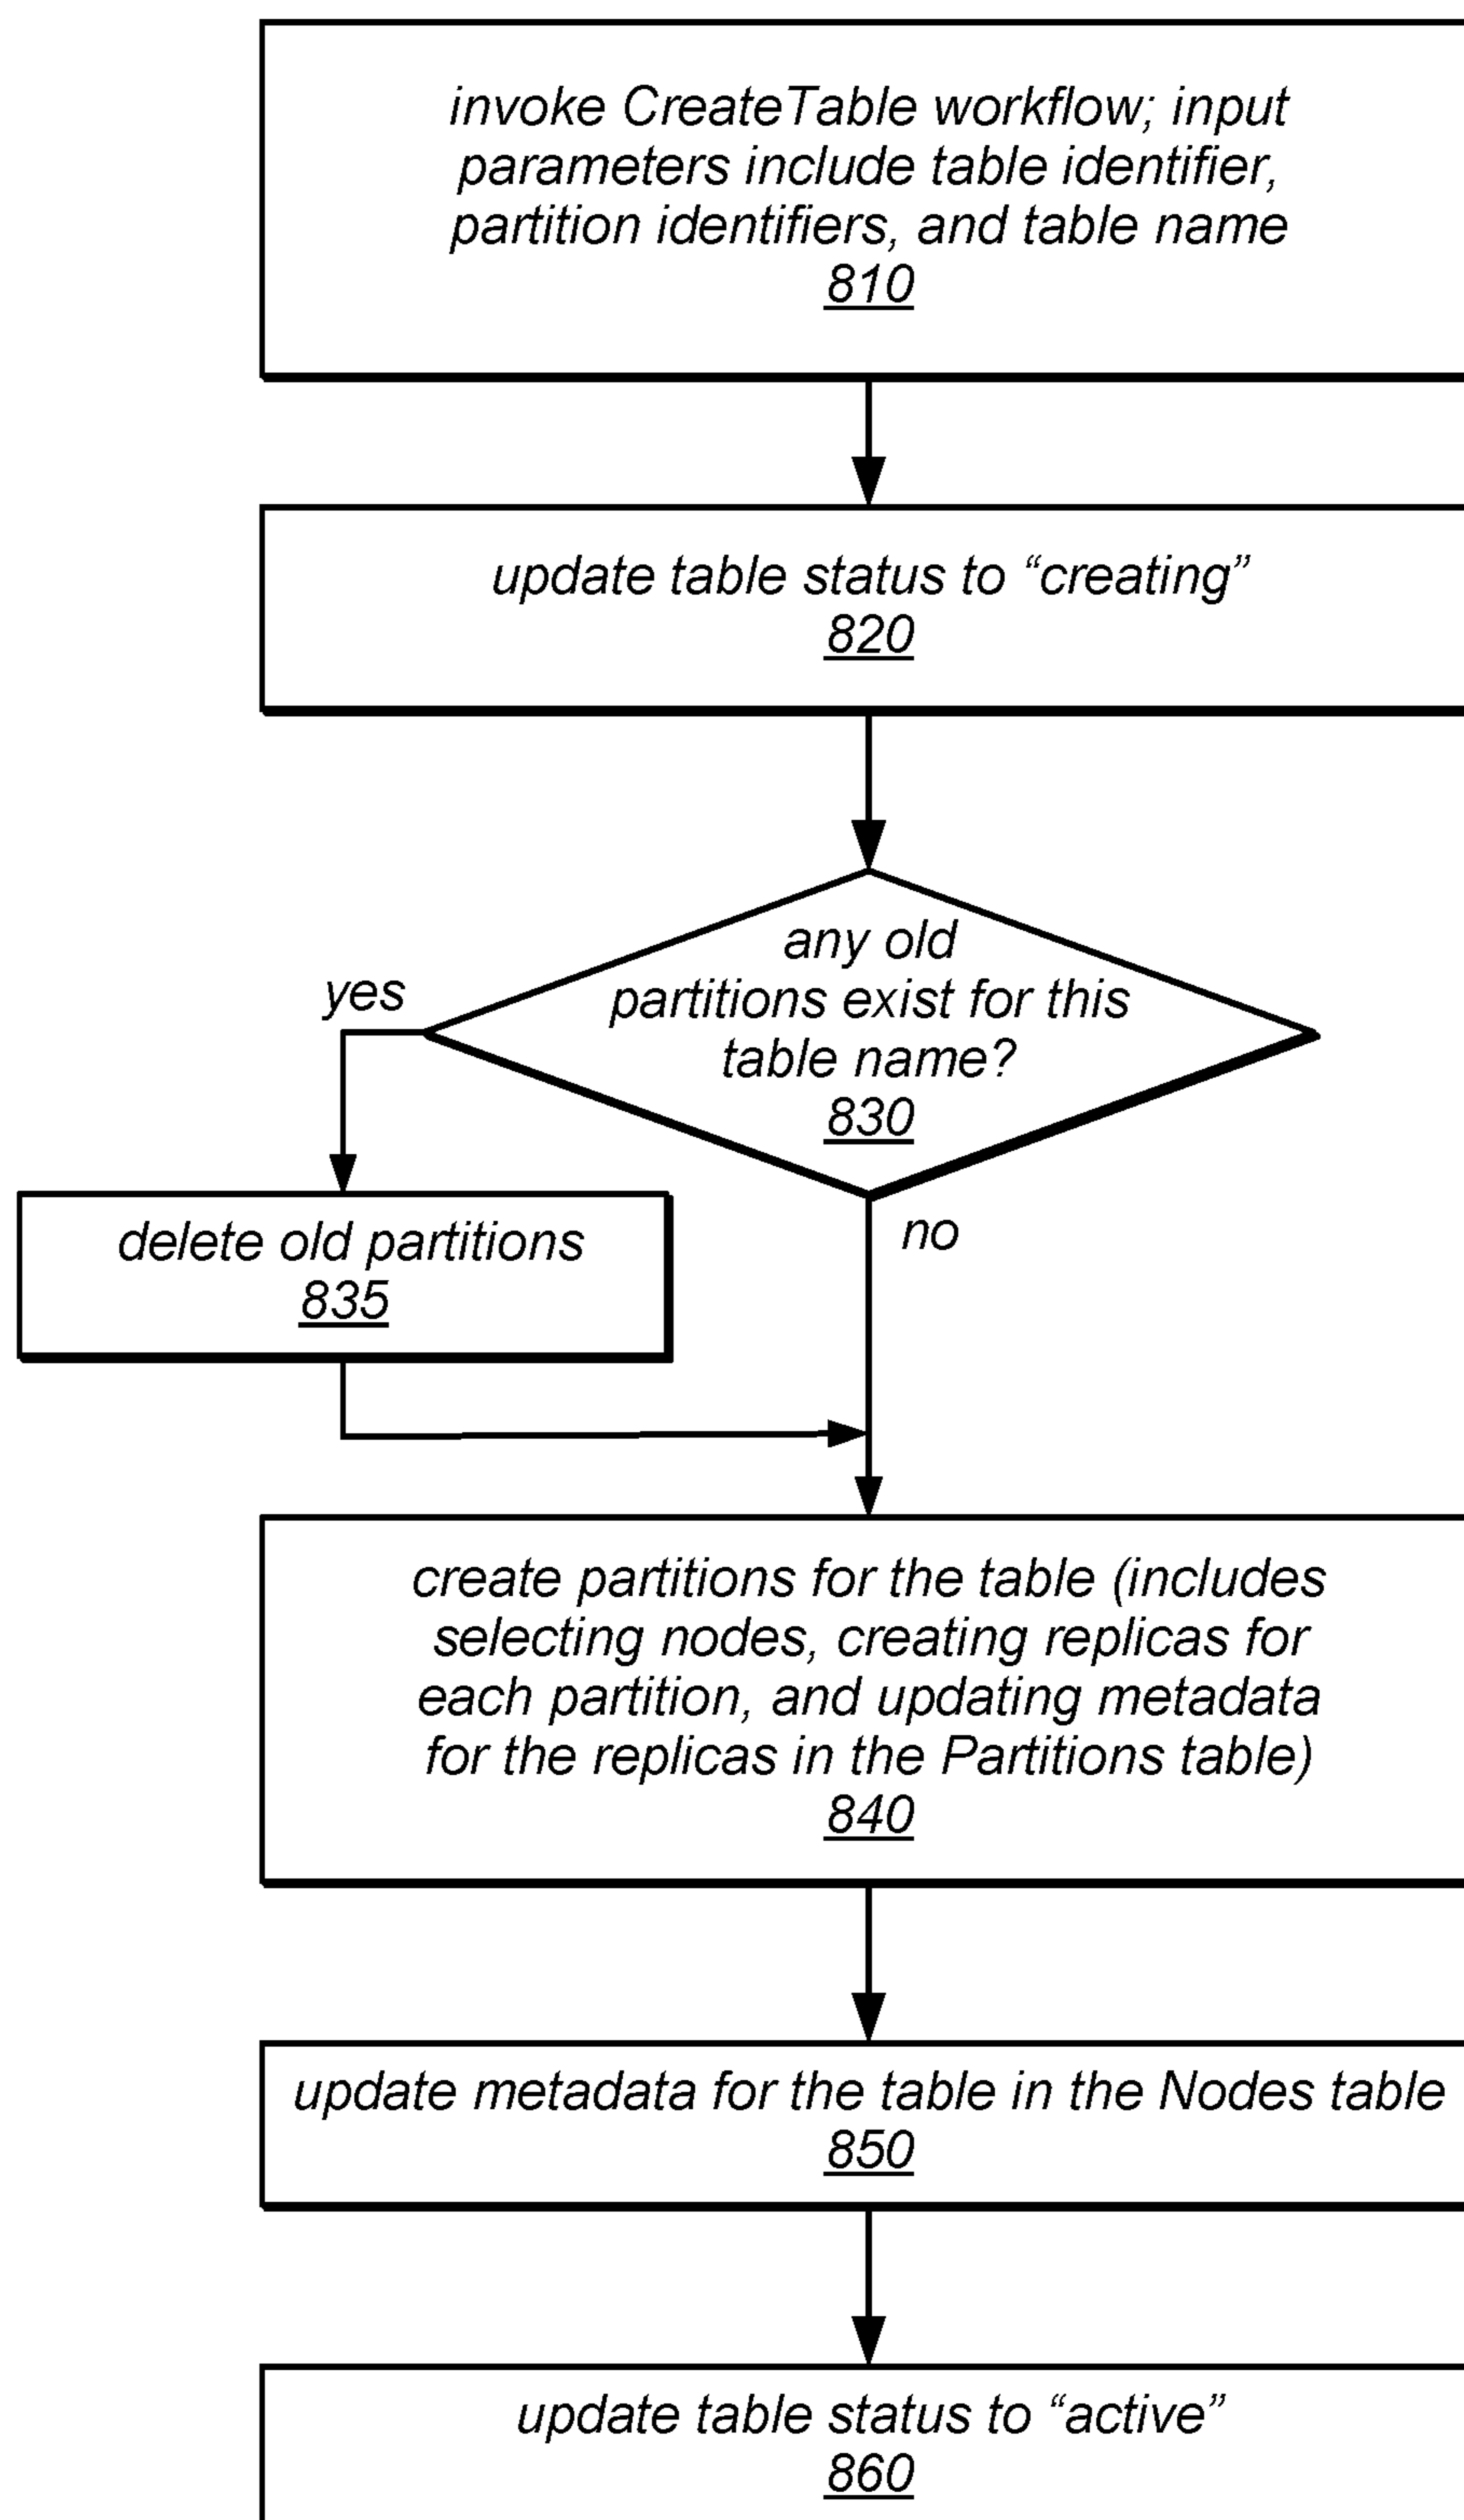 invoke CreateTable workflow; input
parameters include table identifier,
partition identifiers, and table name
810
update table status to “creating”
820
any old
partitions exist for this
table name?
830
yes
no
delete old partitions
835
create partitions for the table (includes
selecting nodes, creating replicas for
each partition, and updating metadata
for the replicas in the Partitions table)
840
update metadata for the table in the Nodes table
850
update table status to “active”
860